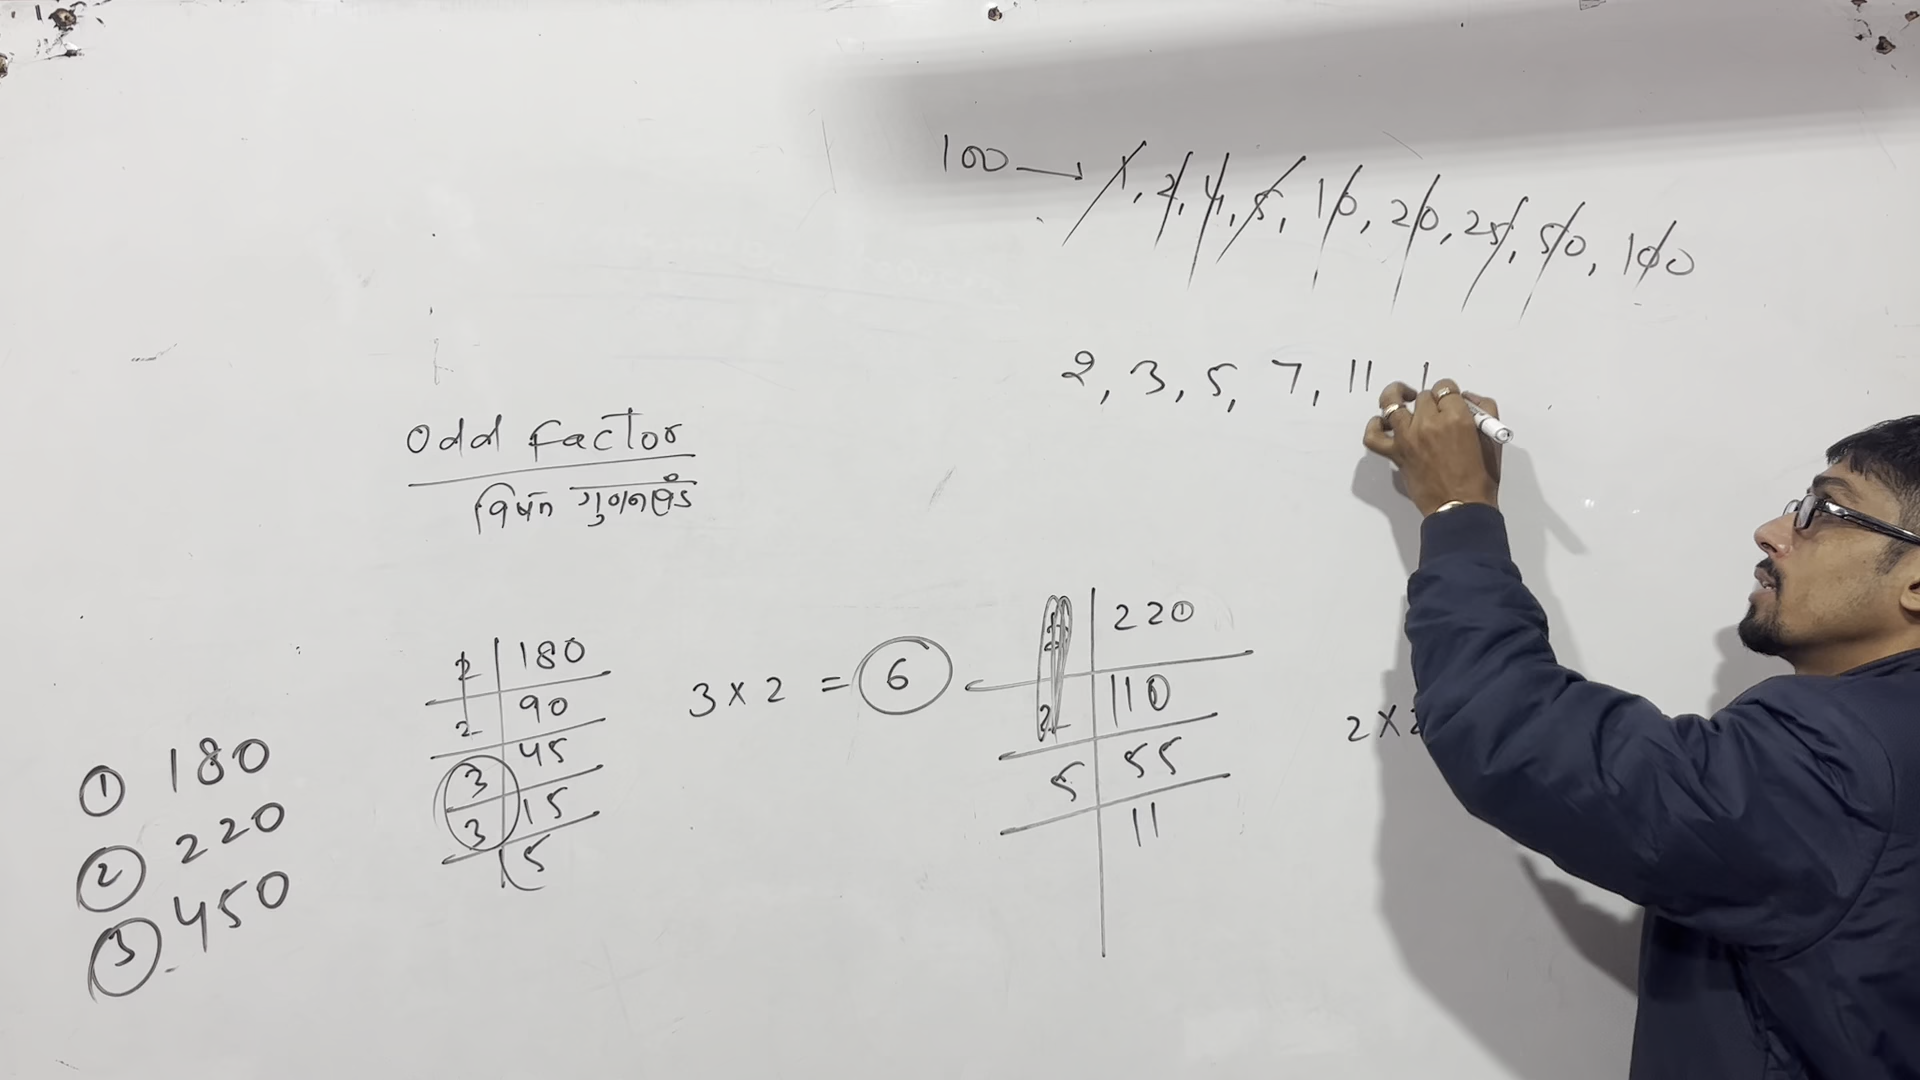 100 → 1, 2, 4, 5, 10, 20, 25, 50, 100
2, 3, 5, 7, 11
odd factor
विषम गुणनखंड
① 180
② 220
③ 450
2 | 180
2 | 90
3 | 45
3 | 15
5
3 x 2 = 6
2 | 220
2 | 110
5 | 55
11
2 x 2